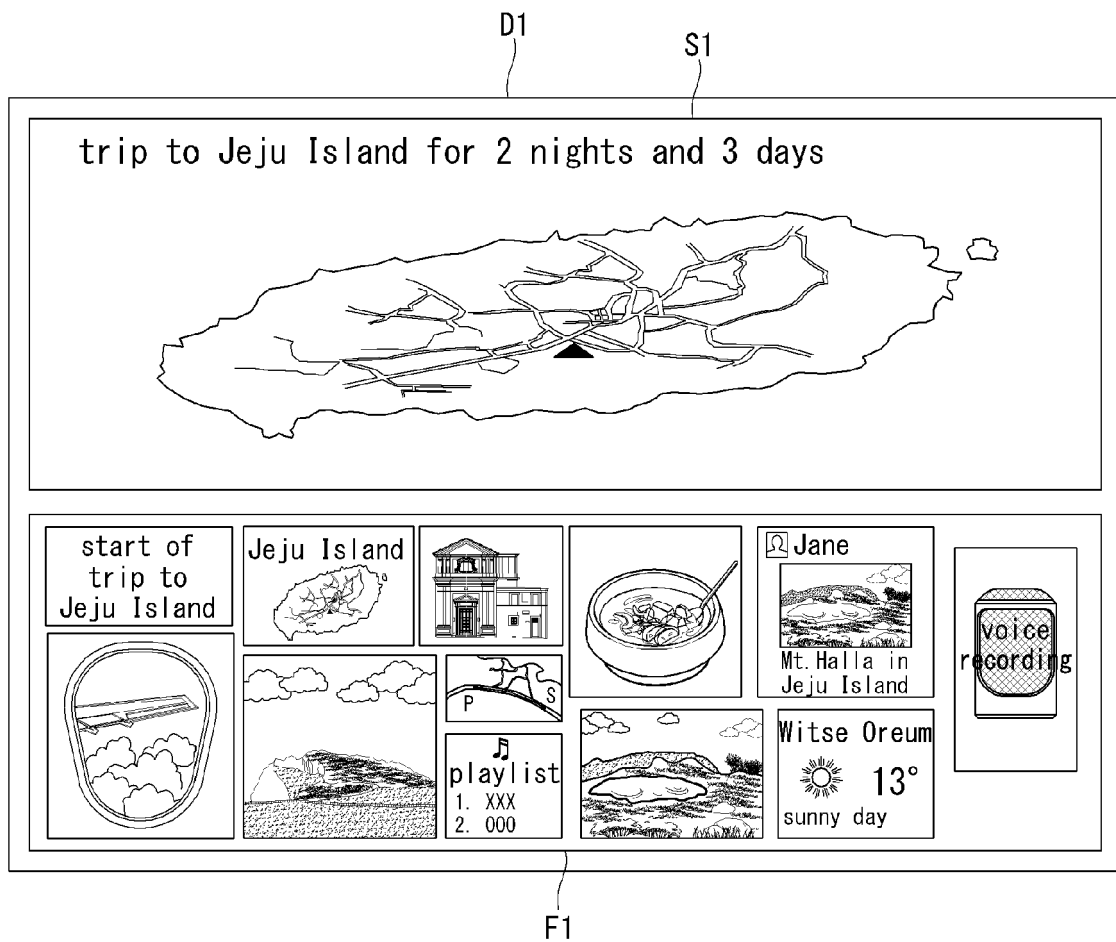 D1
S1
trip to Jeju Island for 2 nights and 3 days
start of
trip to
Jeju Island
Jeju Island
Jane
Mt.Halla in
Jeju Island
voice
recording
P
S
playlist
1. XXX
2. OOO
Witse Oreum
13°
sunny day
F1